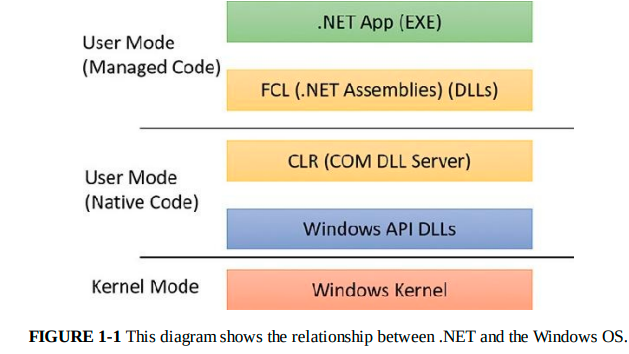 User Mode
(Managed Code)
.NET App (EXE)
FCL (.NET Assemblies) (DLLs)
User Mode
(Native Code)
CLR (COM DLL Server)
Windows API DLLs
Kernel Mode
Windows Kernel
FIGURE 1-1 This diagram shows the relationship between .NET and the Windows OS.